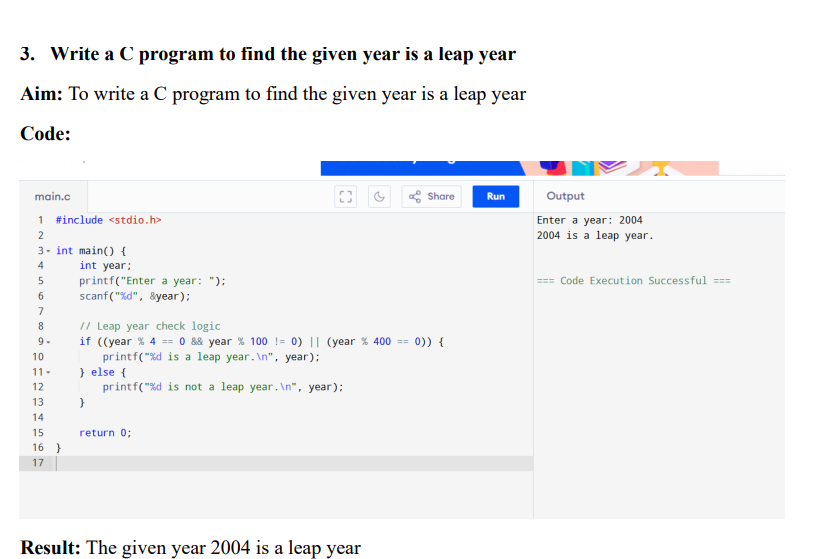 3. Write a C program to find the given year is a leap year
Aim: To write a C program to find the given year is a leap year
Code:
main.c
Share
Run
Output
1 #include <stdio.h>
2
3 int main() {
4     int year;
5     printf("Enter a year: ");
6     scanf("%d", &year);
7
8     // Leap year check logic
9     if ((year % 4 == 0 && year % 100 != 0) || (year % 400 == 0)) {
10         printf("%d is a leap year.\n", year);
11     } else {
12         printf("%d is not a leap year.\n", year);
13     }
14
15     return 0;
16 }
17
Enter a year: 2004
2004 is a leap year.
=== Code Execution Successful ===
Result: The given year 2004 is a leap year